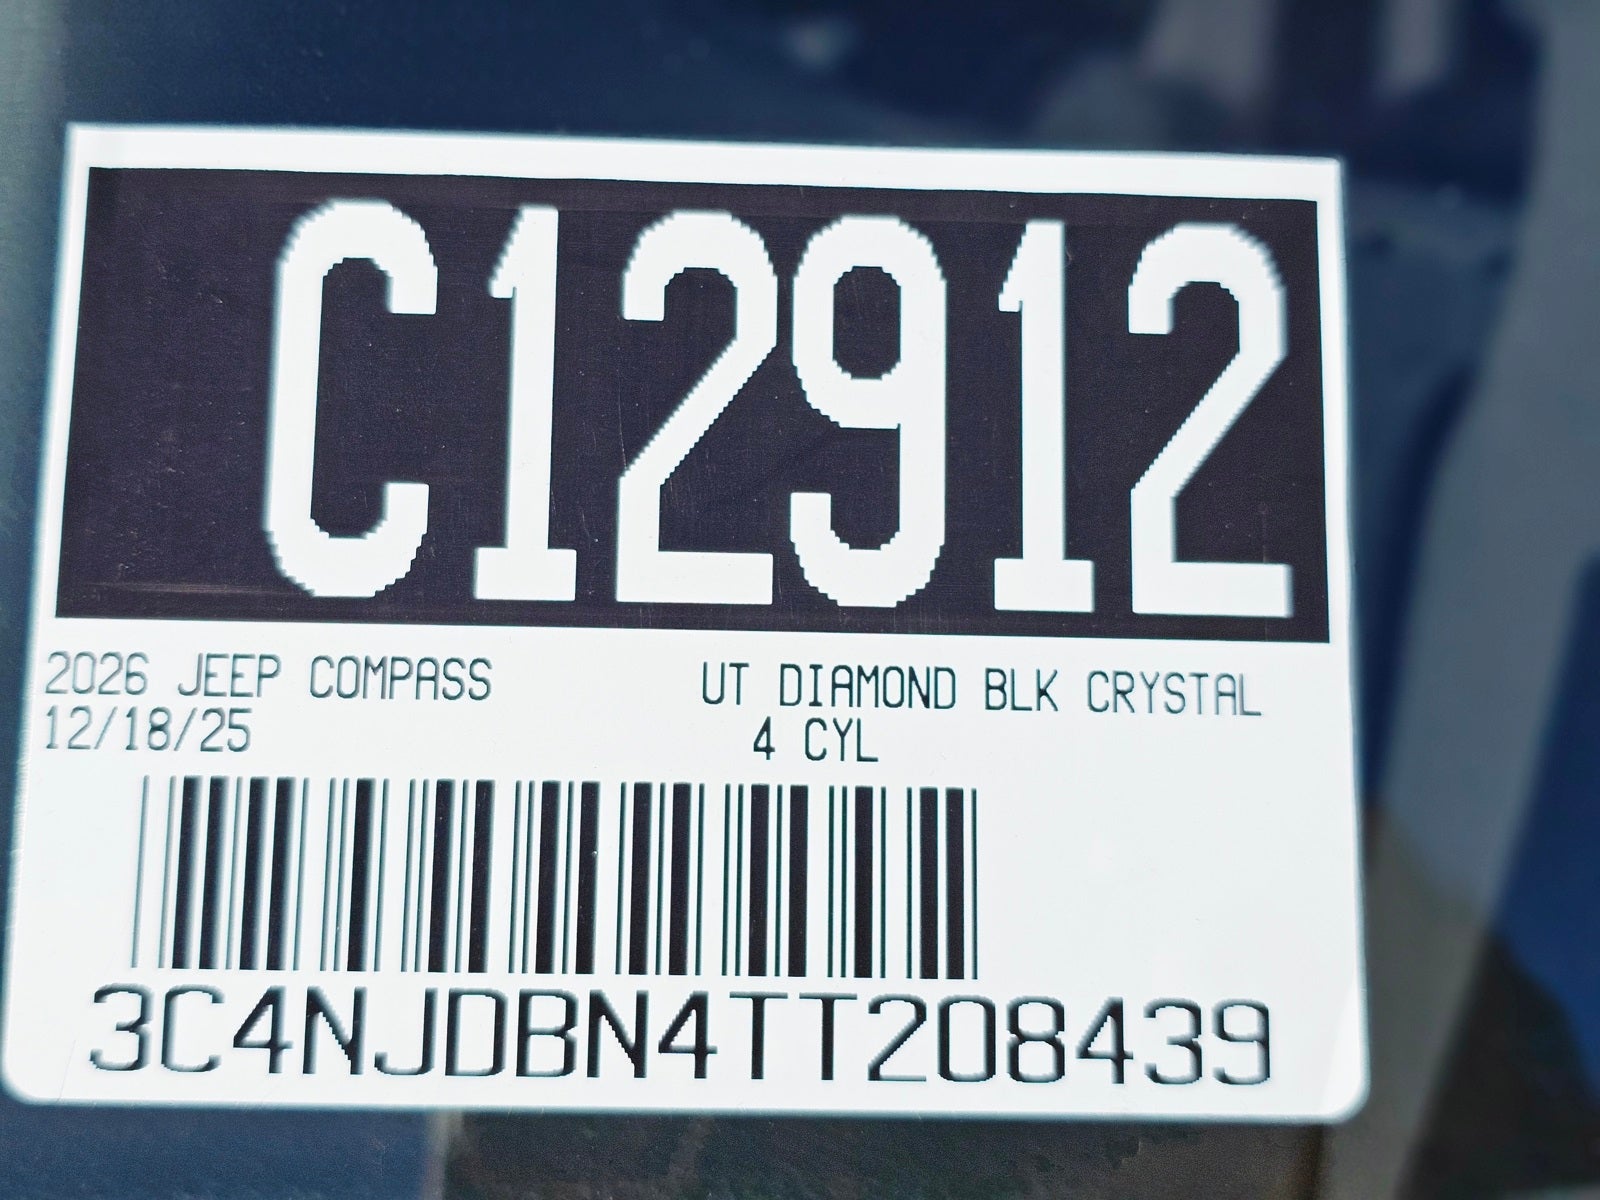 C12912
2026 JEEP COMPASS UT DIAMOND BLK CRYSTAL
12/18/25 4 CYL
3C4NJDBN4TT208439